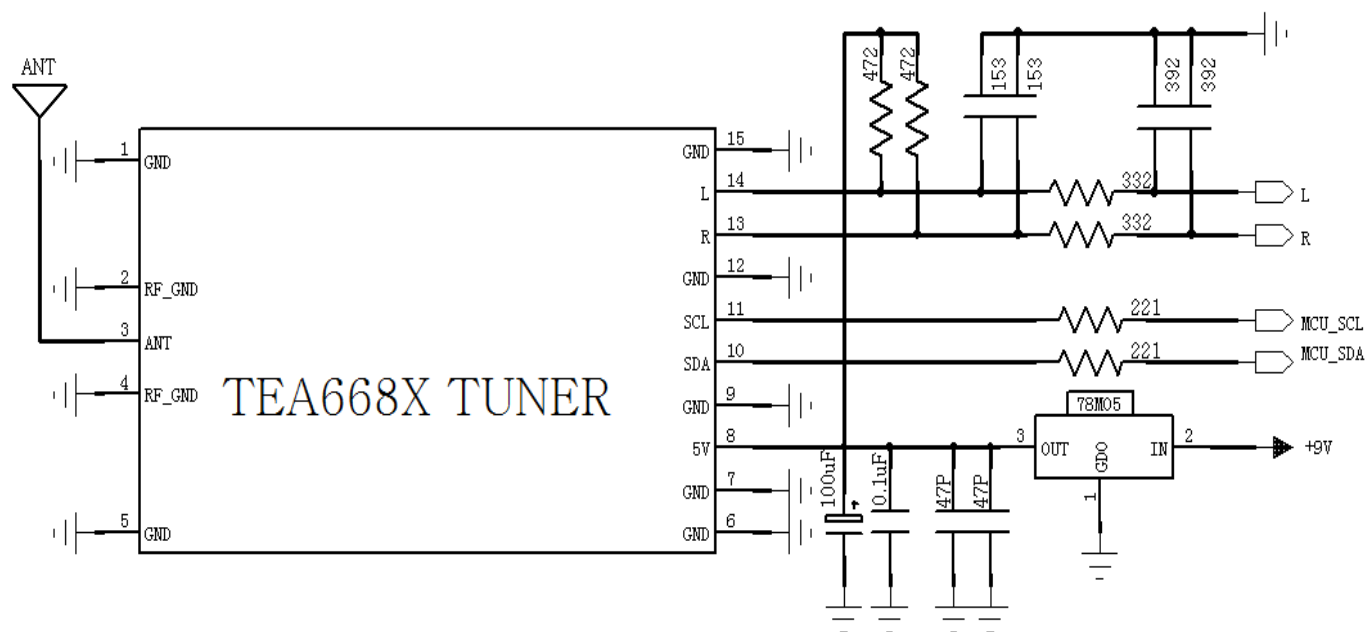 ANT
472
472
153
153
392
392
1
GND
15
GND
14
L
332
L
13
R
332
R
2
RF_GND
12
GND
3
ANT
11
SCL
221
MCU_SCL
10
SDA
221
MCU_SDA
4
RF_GND
TEA668X TUNER
9
GND
78M05
8
5V
3
OUT
GDO
IN
2
+9V
1
100uF
+
0.1uF
47P
47P
7
GND
5
GND
6
GND